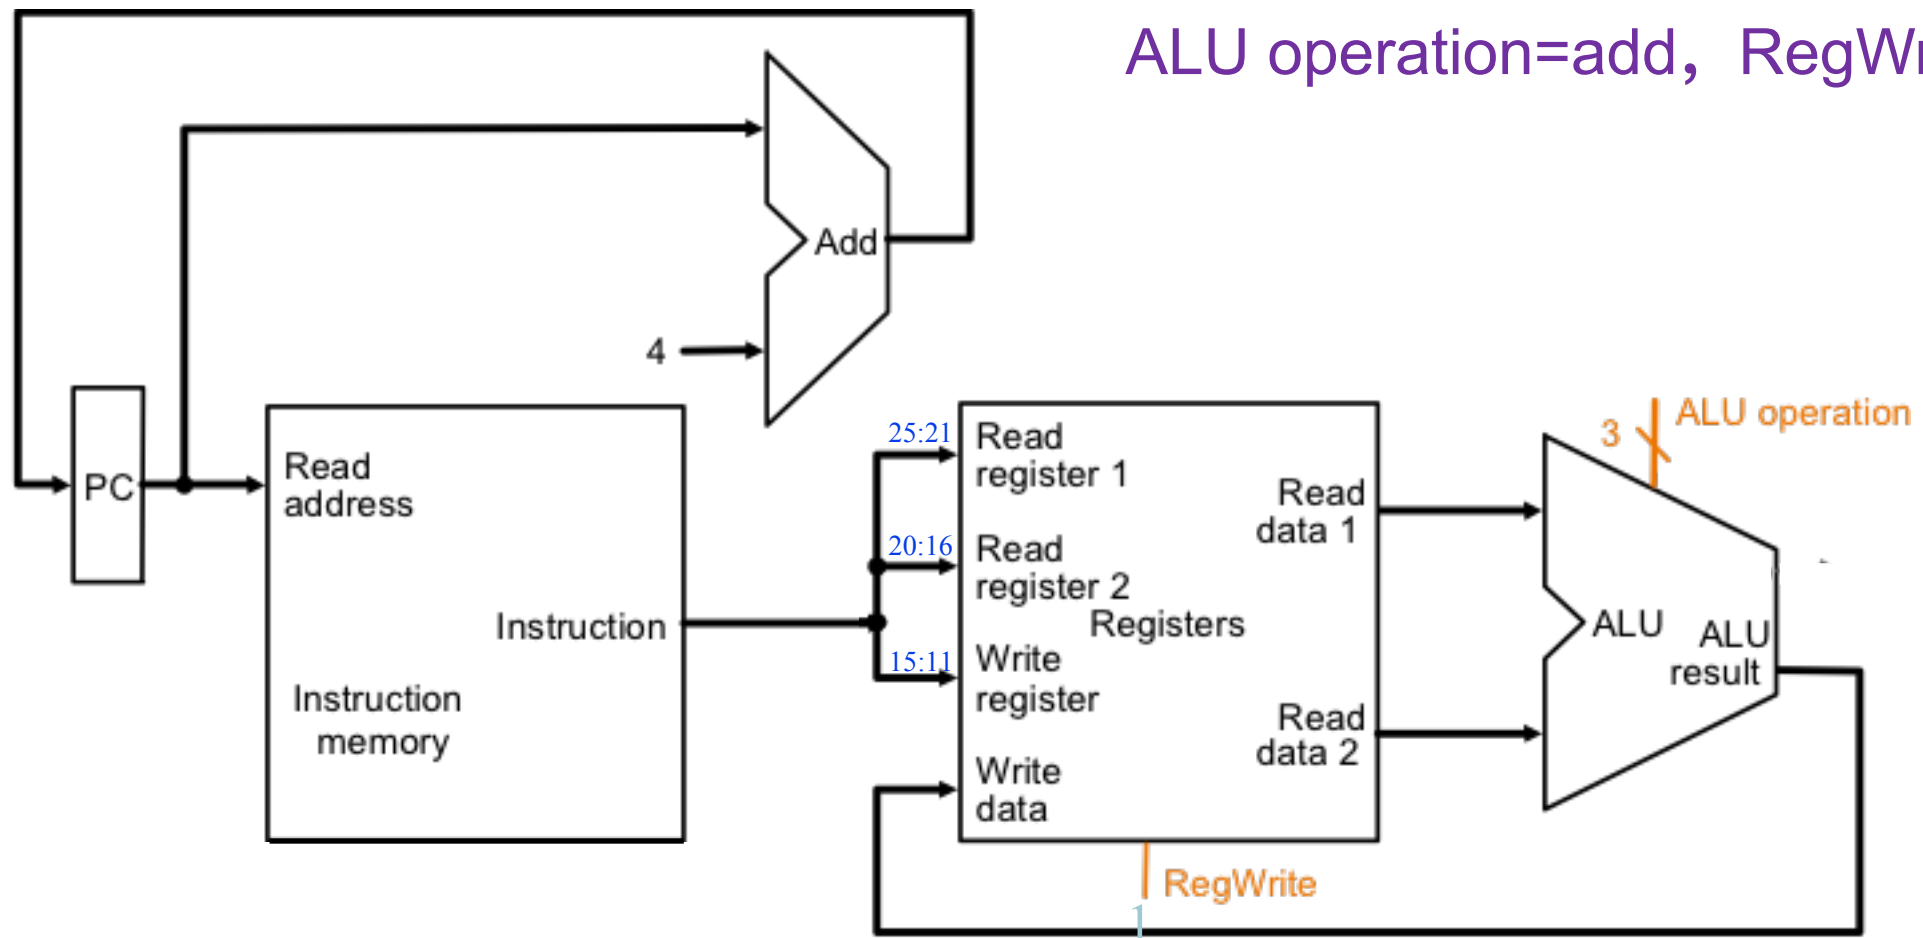 ALU operation=add, RegWr
Add
4
PC
Read
address
Instruction
Instruction
memory
25:21
20:16
15:11
Read
register 1
Read
register 2
Registers
Write
register
Write
data
Read
data 1
Read
data 2
RegWrite
1
3
ALU operation
ALU
ALU
result